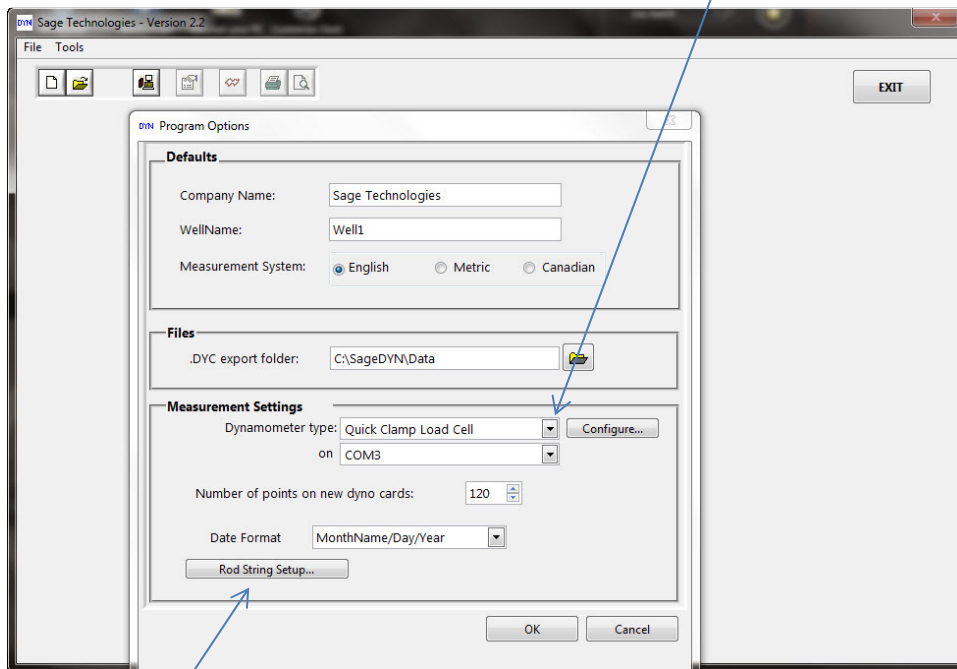 DYN Sage Technologies - Version 2.2
File Tools
EXIT
DYN Program Options
Defaults
Company Name: Sage Technologies
WellName: Well1
Measurement System: English Metric Canadian
Files
.DYC export folder: C:\SageDYN\Data
Measurement Settings
Dynamometer type: Quick Clamp Load Cell Configure...
on COM3
Number of points on new dyno cards: 120
Date Format MonthName/Day/Year
Rod String Setup...
OK Cancel